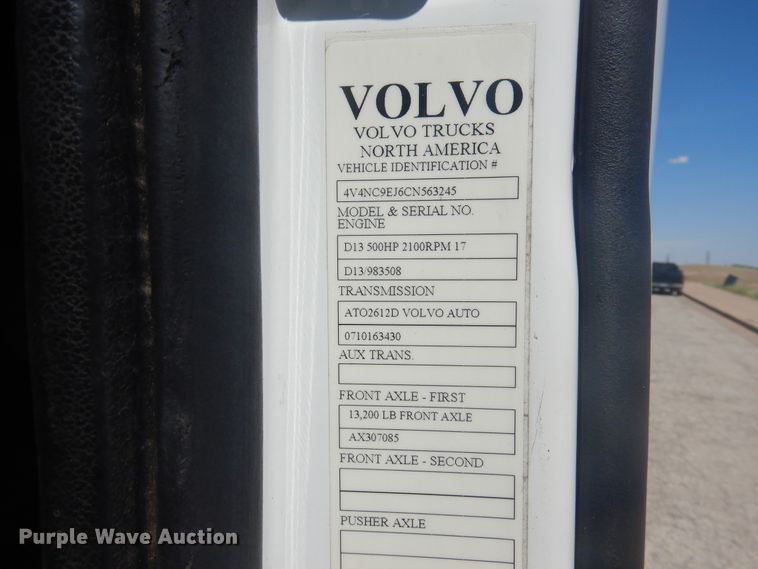 VOLVO
VOLVO TRUCKS
NORTH AMERICA
VEHICLE IDENTIFICATION #
4V4NC9EJ6CN563245
MODEL & SERIAL NO.
ENGINE
D13 500HP 2100RPM 17
D13/983508
TRANSMISSION
ATO2612D VOLVO AUTO
0710163430
AUX TRANS.
FRONT AXLE - FIRST
13,200 LB FRONT AXLE
AX307085
FRONT AXLE - SECOND
PUSHER AXLE
Purple Wave Auction